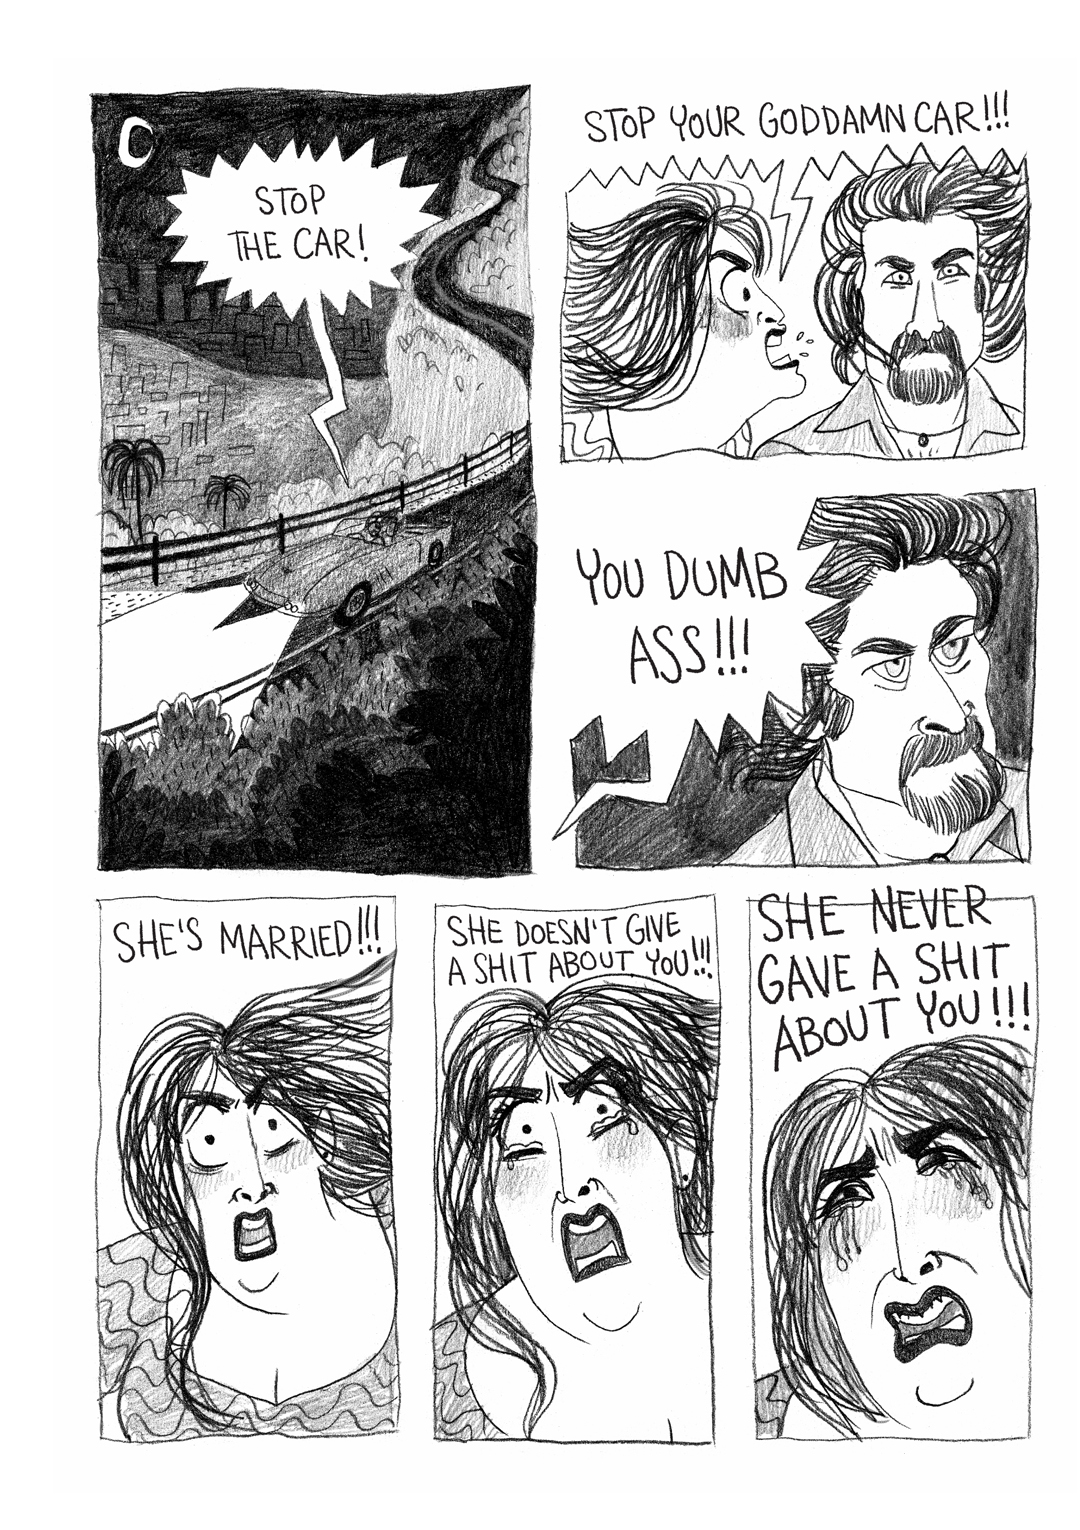 STOP
THE CAR!
STOP YOUR GODDAMN CAR!!!
YOU DUMB
ASS!!!
SHE'S MARRIED!!!
SHE DOESN'T GIVE
A SHIT ABOUT YOU!!!
SHE NEVER
GAVE A SHIT
ABOUT YOU!!!